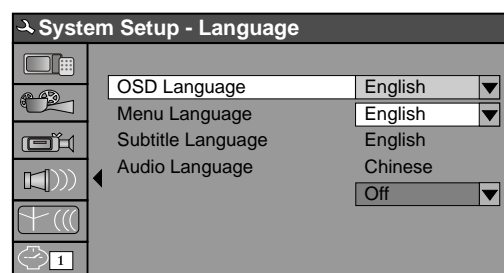 System Setup - Language
OSD Language English
Menu Language English
Subtitle Language English
Audio Language Chinese
Off
1